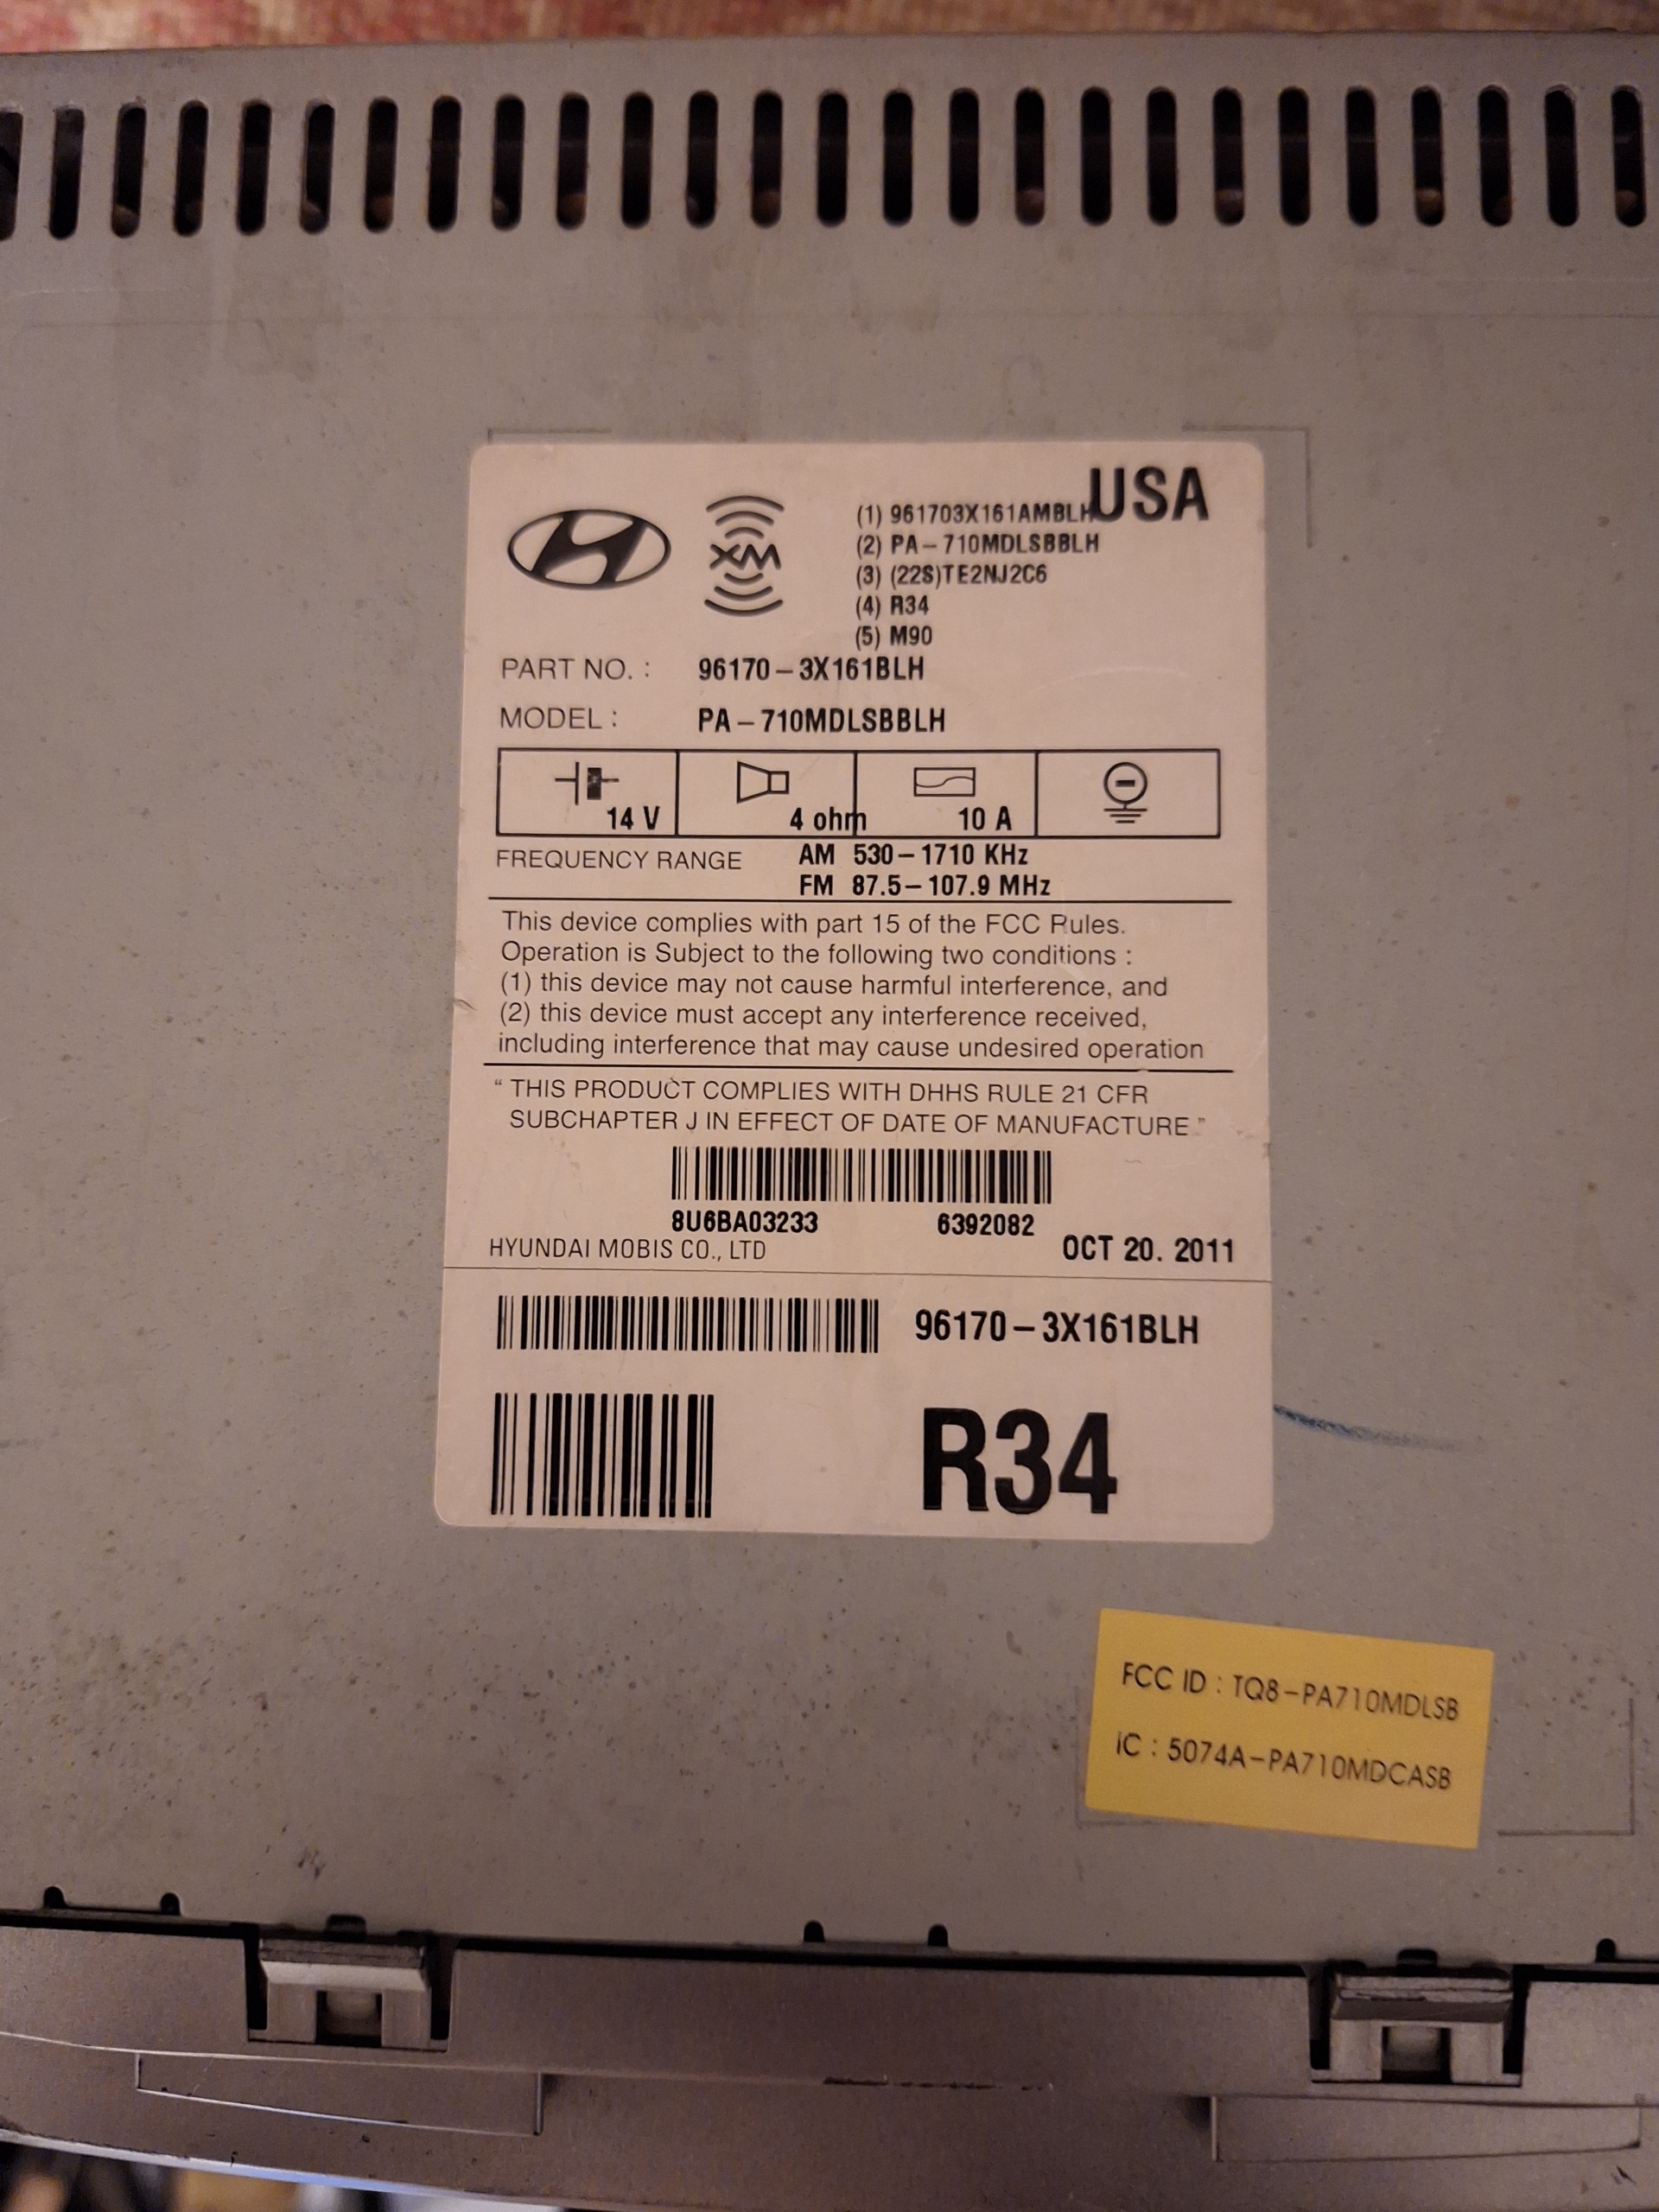 USA
XM
(1) 961703X161AMBLH
(2) PA-710MDLSBBLH
(3) (22S)TE2NJ2C6
(4) R34
(5) M90
PART NO. : 96170-3X161BLH
MODEL : PA-710MDLSBBLH
14 V 4 ohm 10 A
FREQUENCY RANGE AM 530-1710 KHz
FM 87.5-107.9 MHz
This device complies with part 15 of the FCC Rules.
Operation is Subject to the following two conditions :
(1) this device may not cause harmful interference, and
(2) this device must accept any interference received,
including interference that may cause undesired operation
“ THIS PRODUCT COMPLIES WITH DHHS RULE 21 CFR
SUBCHAPTER J IN EFFECT OF DATE OF MANUFACTURE ”
8U6BA03233 6392082
HYUNDAI MOBIS CO., LTD OCT 20. 2011
96170-3X161BLH
R34
FCC ID : TQ8-PA710MDLSB
IC : 5074A-PA710MDCASB